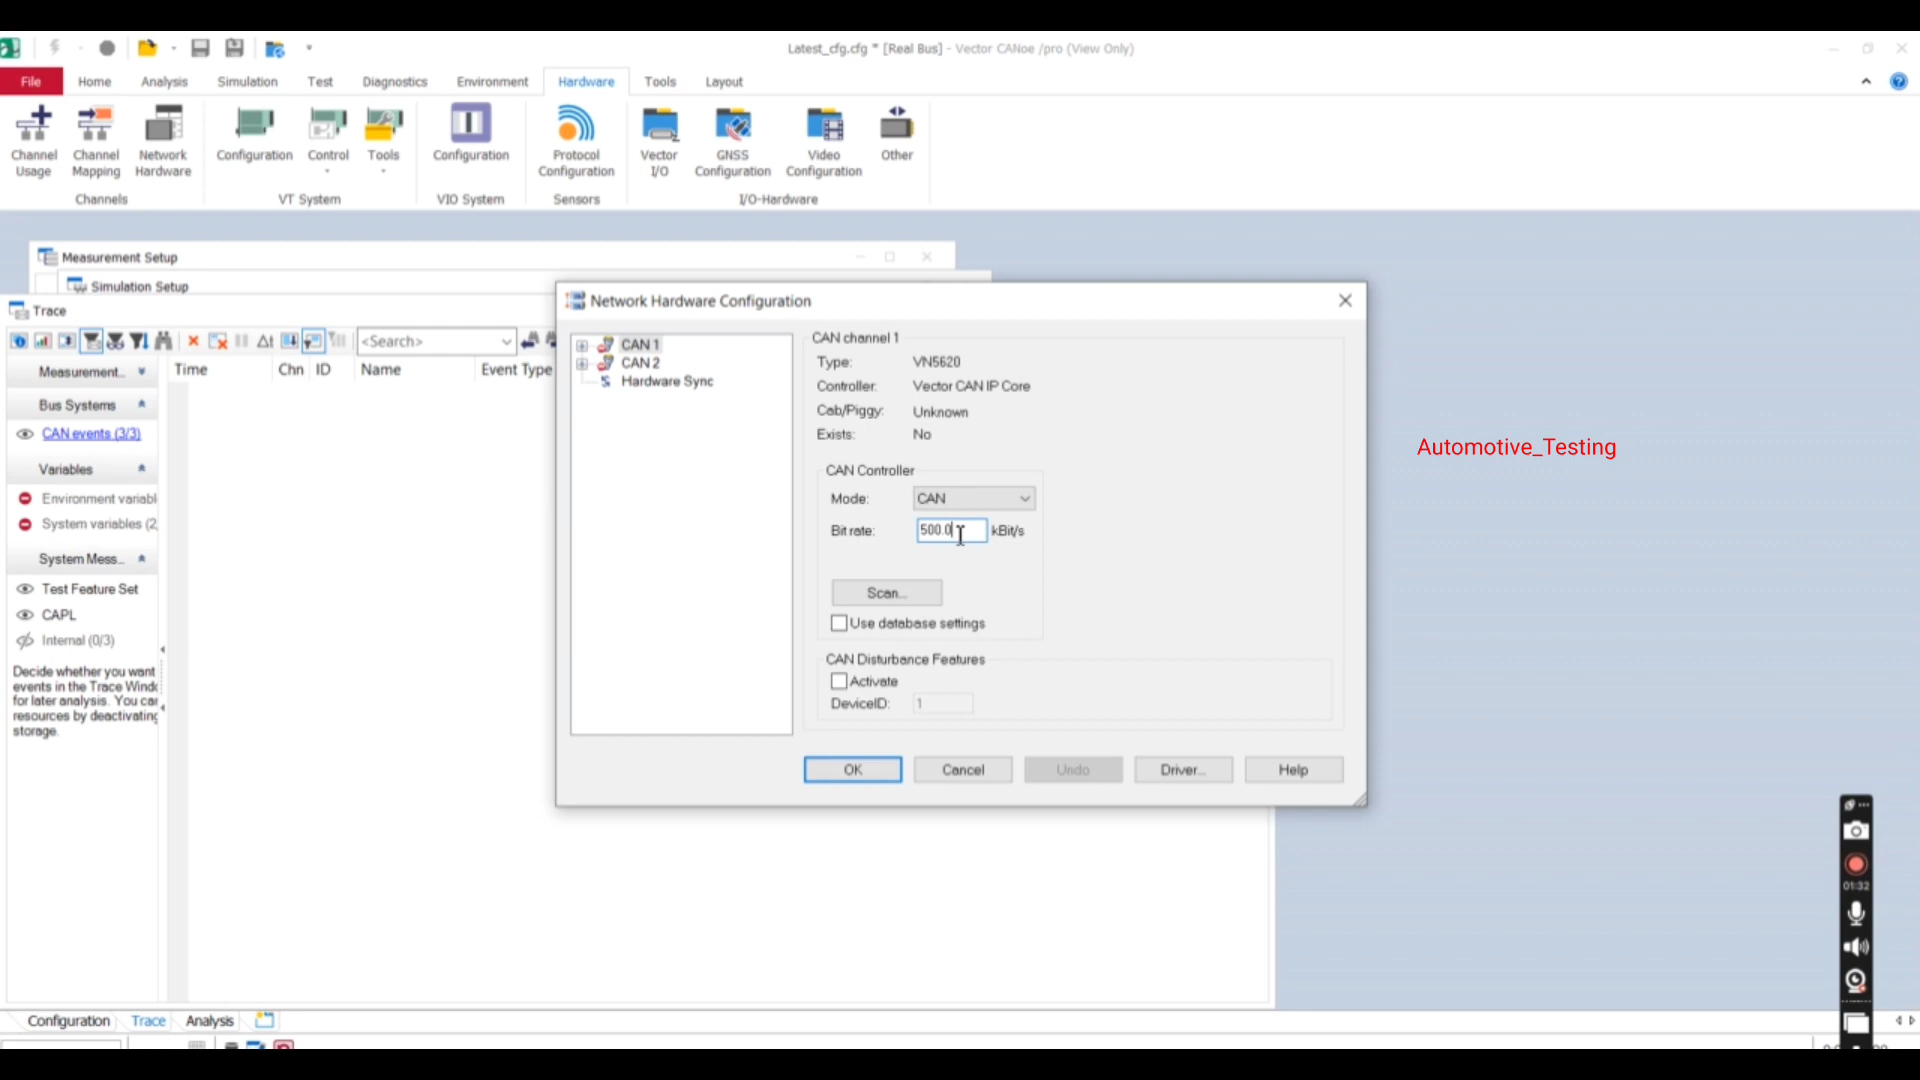 Latest_cfg.cfg * [Real Bus] - Vector CANoe /pro (View Only)
File Home Analysis Simulation Test Diagnostics Environment Hardware Tools Layout
Channel Usage
Channel Mapping
Network Hardware
Channels
Configuration
Control
Tools
VT System
Configuration
VIO System
Protocol Configuration
Sensors
Vector I/O
GNSS Configuration
Video Configuration
Other
I/O-Hardware
Measurement Setup
Simulation Setup
Trace
<Search>
Time Chn ID Name Event Type
Measurement...
Bus Systems
CAN events (3/3)
Variables
Environment variabl
System variables (2
System Mess...
Test Feature Set
CAPL
Internal (0/3)
Decide whether you want
events in the Trace Windo
for later analysis. You can
resources by deactivating
storage.
Network Hardware Configuration
CAN 1
CAN 2
Hardware Sync
CAN channel 1
Type: VN5620
Controller: Vector CAN IP Core
Cab/Piggy: Unknown
Exists: No
CAN Controller
Mode: CAN
Bit rate: 500.0 kBit/s
Scan...
Use database settings
CAN Disturbance Features
Activate
DeviceID: 1
OK Cancel Undo Driver... Help
Automotive_Testing
01:32
Configuration Trace Analysis